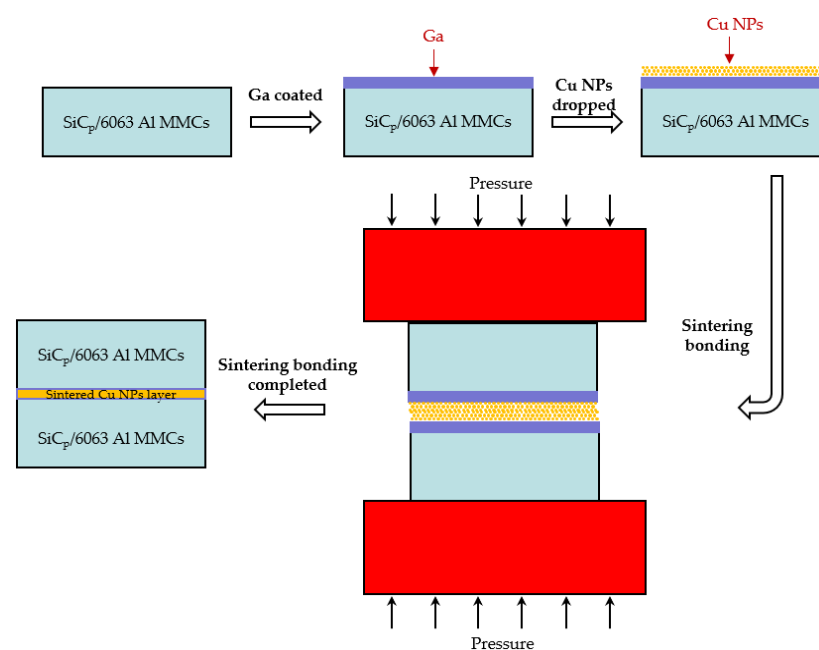 Ga
Cu NPs
Ga coated
Cu NPs
dropped
SiCp/6063 Al MMCs
SiCp/6063 Al MMCs
SiCp/6063 Al MMCs
Pressure
Sintering
bonding
SiCp/6063 Al MMCs
Sintering bonding
completed
Sintered Cu NPs layer
SiCp/6063 Al MMCs
Pressure